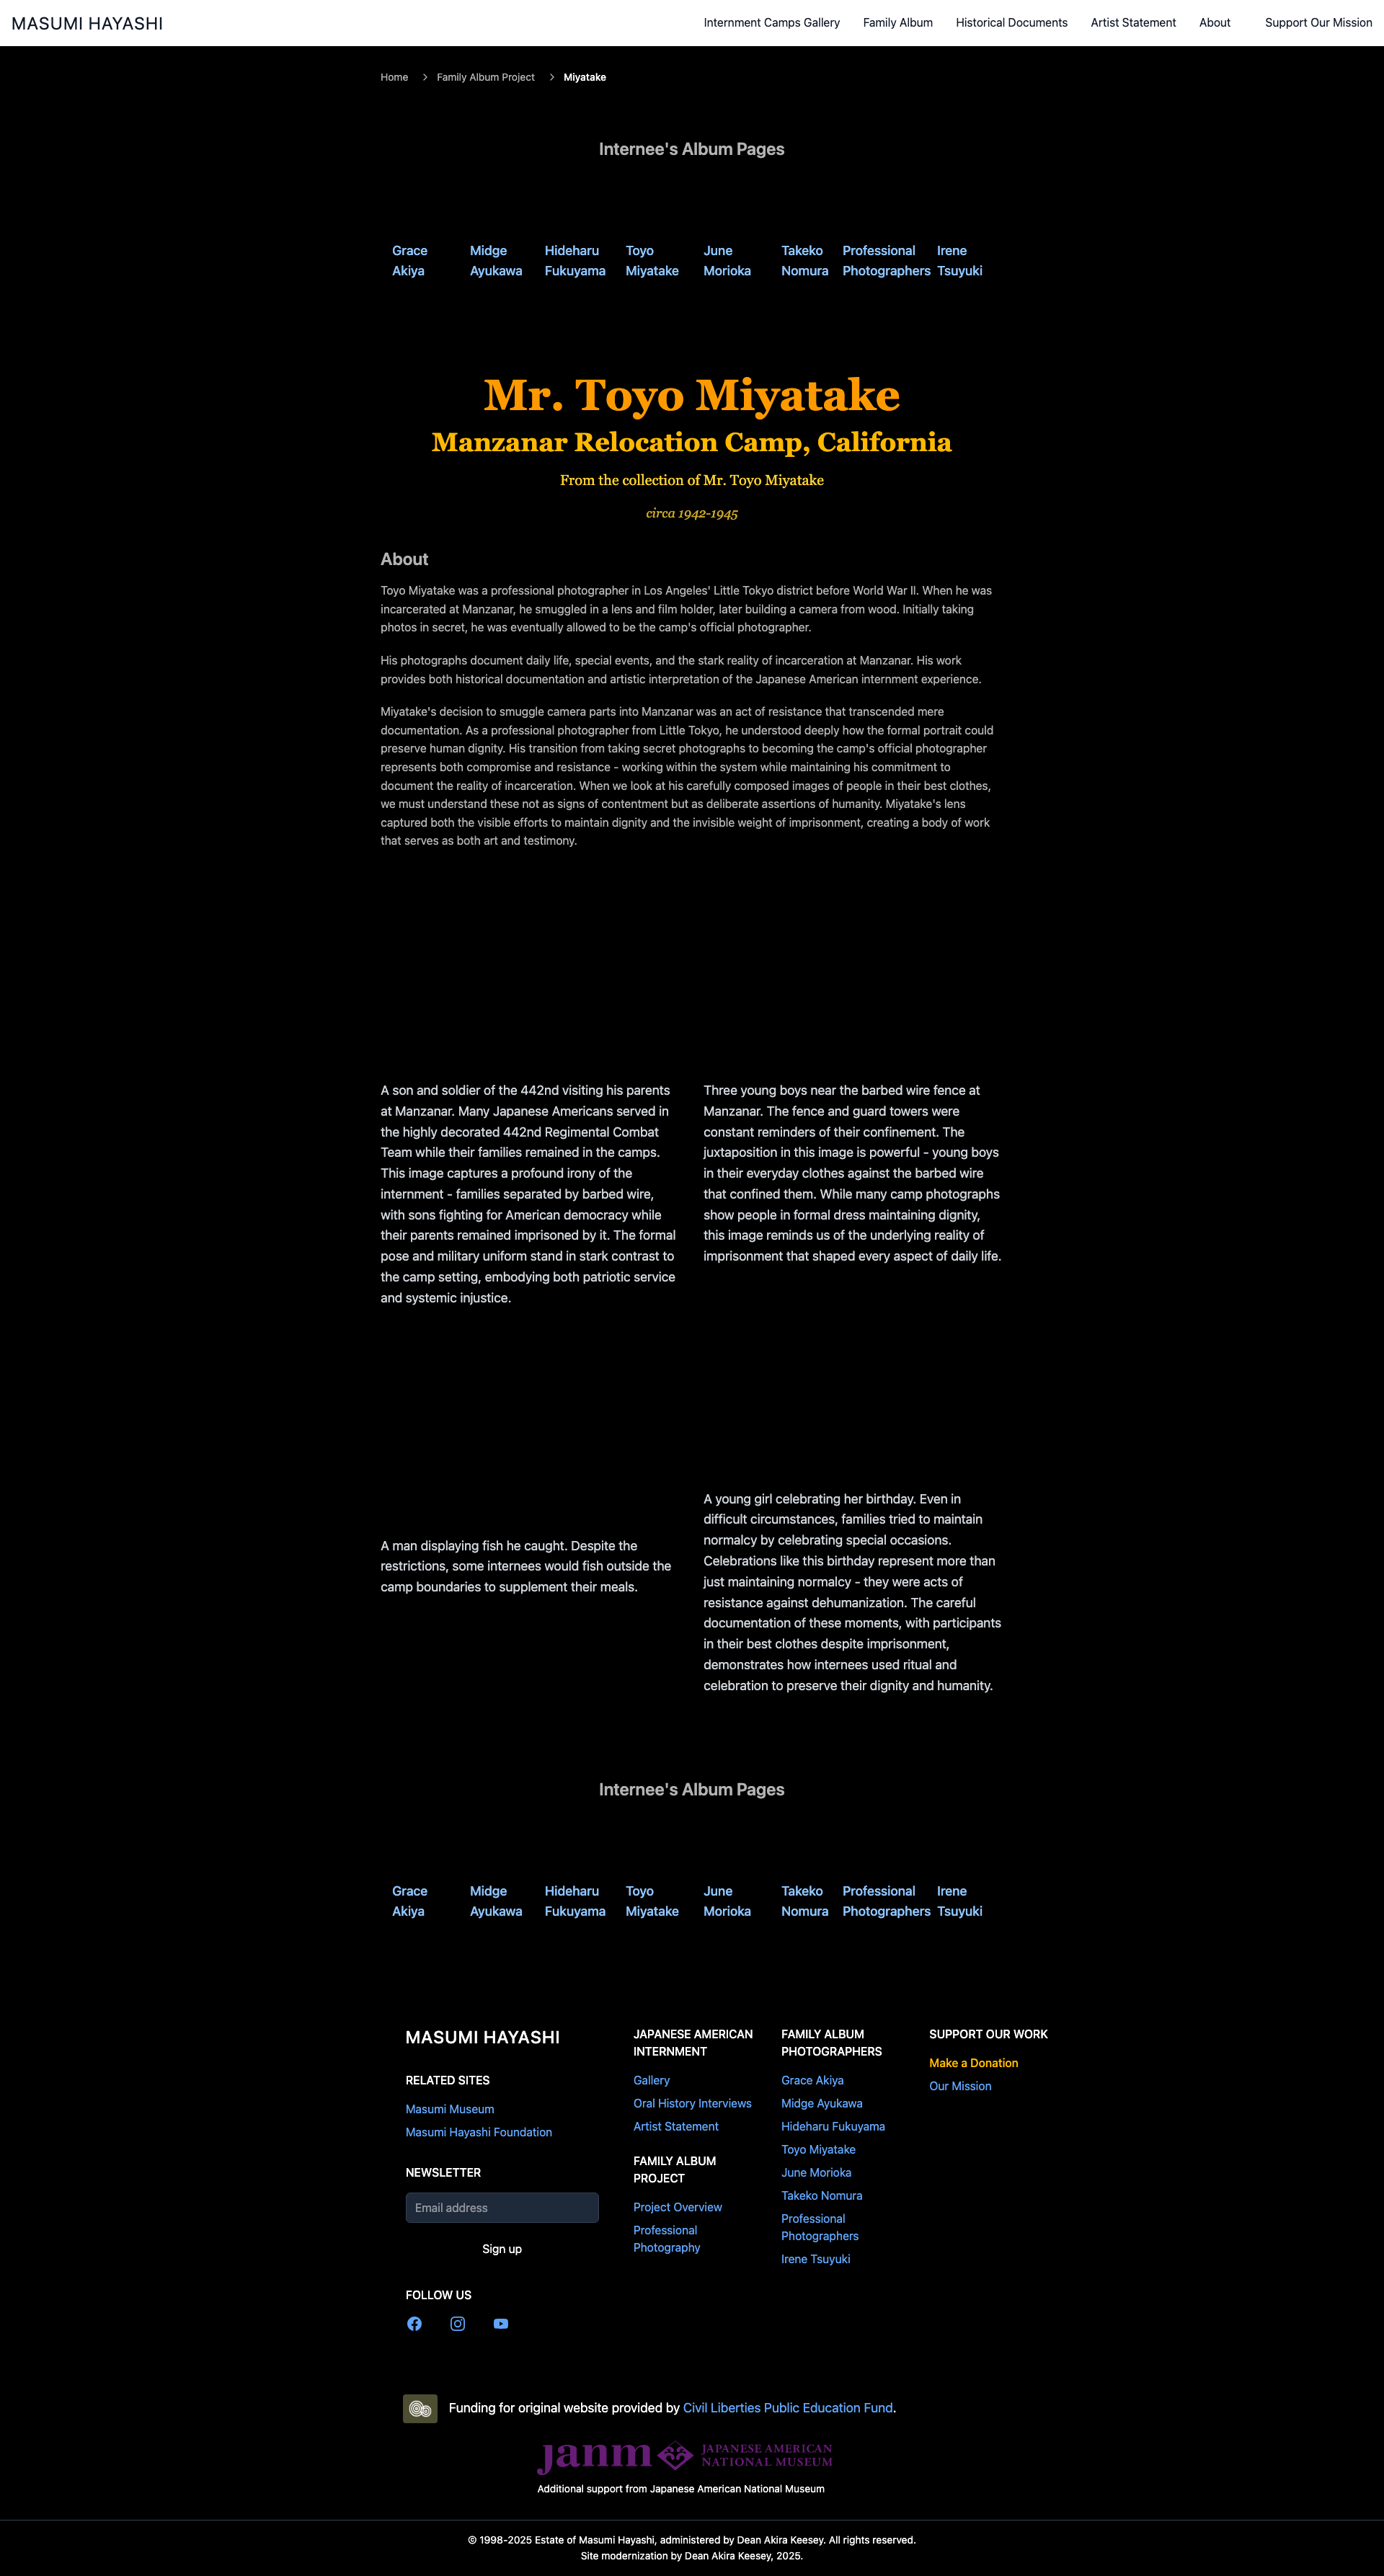 MASUMI HAYASHI
Internment Camps Gallery Family Album Historical Documents Artist Statement About Support Our Mission
Home > Family Album Project > Miyatake
Internee's Album Pages
Grace Akiya
Midge Ayukawa
Hideharu Fukuyama
Toyo Miyatake
June Morioka
Takeko Nomura
Professional Photographers
Irene Tsuyuki
Mr. Toyo Miyatake
Manzanar Relocation Camp, California
From the collection of Mr. Toyo Miyatake
circa 1942-1945
About
Toyo Miyatake was a professional photographer in Los Angeles' Little Tokyo district before World War II. When he was
incarcerated at Manzanar, he smuggled in a lens and film holder, later building a camera from wood. Initially taking
photos in secret, he was eventually allowed to be the camp's official photographer.
His photographs document daily life, special events, and the stark reality of incarceration at Manzanar. His work
provides both historical documentation and artistic interpretation of the Japanese American internment experience.
Miyatake's decision to smuggle camera parts into Manzanar was an act of resistance that transcended mere
documentation. As a professional photographer from Little Tokyo, he understood deeply how the formal portrait could
preserve human dignity. His transition from taking secret photographs to becoming the camp's official photographer
represents both compromise and resistance - working within the system while maintaining his commitment to
document the reality of incarceration. When we look at his carefully composed images of people in their best clothes,
we must understand these not as signs of contentment but as deliberate assertions of humanity. Miyatake's lens
captured both the visible efforts to maintain dignity and the invisible weight of imprisonment, creating a body of work
that serves as both art and testimony.
A son and soldier of the 442nd visiting his parents
at Manzanar. Many Japanese Americans served in
the highly decorated 442nd Regimental Combat
Team while their families remained in the camps.
This image captures a profound irony of the
internment - families separated by barbed wire,
with sons fighting for American democracy while
their parents remained imprisoned by it. The formal
pose and military uniform stand in stark contrast to
the camp setting, embodying both patriotic service
and systemic injustice.
Three young boys near the barbed wire fence at
Manzanar. The fence and guard towers were
constant reminders of their confinement. The
juxtaposition in this image is powerful - young boys
in their everyday clothes against the barbed wire
that confined them. While many camp photographs
show people in formal dress maintaining dignity,
this image reminds us of the underlying reality of
imprisonment that shaped every aspect of daily life.
A man displaying fish he caught. Despite the
restrictions, some internees would fish outside the
camp boundaries to supplement their meals.
A young girl celebrating her birthday. Even in
difficult circumstances, families tried to maintain
normalcy by celebrating special occasions.
Celebrations like this birthday represent more than
just maintaining normalcy - they were acts of
resistance against dehumanization. The careful
documentation of these moments, with participants
in their best clothes despite imprisonment,
demonstrates how internees used ritual and
celebration to preserve their dignity and humanity.
Internee's Album Pages
Grace Akiya
Midge Ayukawa
Hideharu Fukuyama
Toyo Miyatake
June Morioka
Takeko Nomura
Professional Photographers
Irene Tsuyuki
MASUMI HAYASHI
RELATED SITES
Masumi Museum
Masumi Hayashi Foundation
NEWSLETTER
Email address
Sign up
FOLLOW US
JAPANESE AMERICAN
INTERNMENT
Gallery
Oral History Interviews
Artist Statement
FAMILY ALBUM
PROJECT
Project Overview
Professional
Photography
FAMILY ALBUM
PHOTOGRAPHERS
Grace Akiya
Midge Ayukawa
Hideharu Fukuyama
Toyo Miyatake
June Morioka
Takeko Nomura
Professional
Photographers
Irene Tsuyuki
SUPPORT OUR WORK
Make a Donation
Our Mission
Funding for original website provided by Civil Liberties Public Education Fund.
janm JAPANESE AMERICAN
NATIONAL MUSEUM
Additional support from Japanese American National Museum
© 1998-2025 Estate of Masumi Hayashi, administered by Dean Akira Keesey. All rights reserved.
Site modernization by Dean Akira Keesey, 2025.